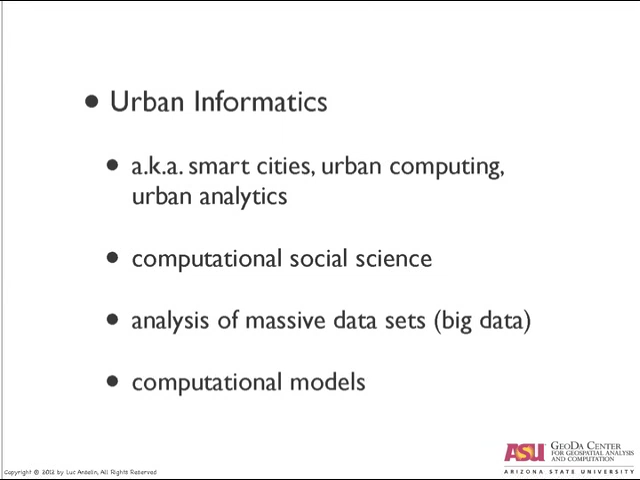 • Urban Informatics
• a.k.a. smart cities, urban computing,
urban analytics
• computational social science
• analysis of massive data sets (big data)
• computational models
Copyright © 2012 by Luc Anselin, All Rights Reserved
ASU GEODA CENTER
FOR GEOSPATIAL ANALYSIS
AND COMPUTATION
ARIZONA STATE UNIVERSITY